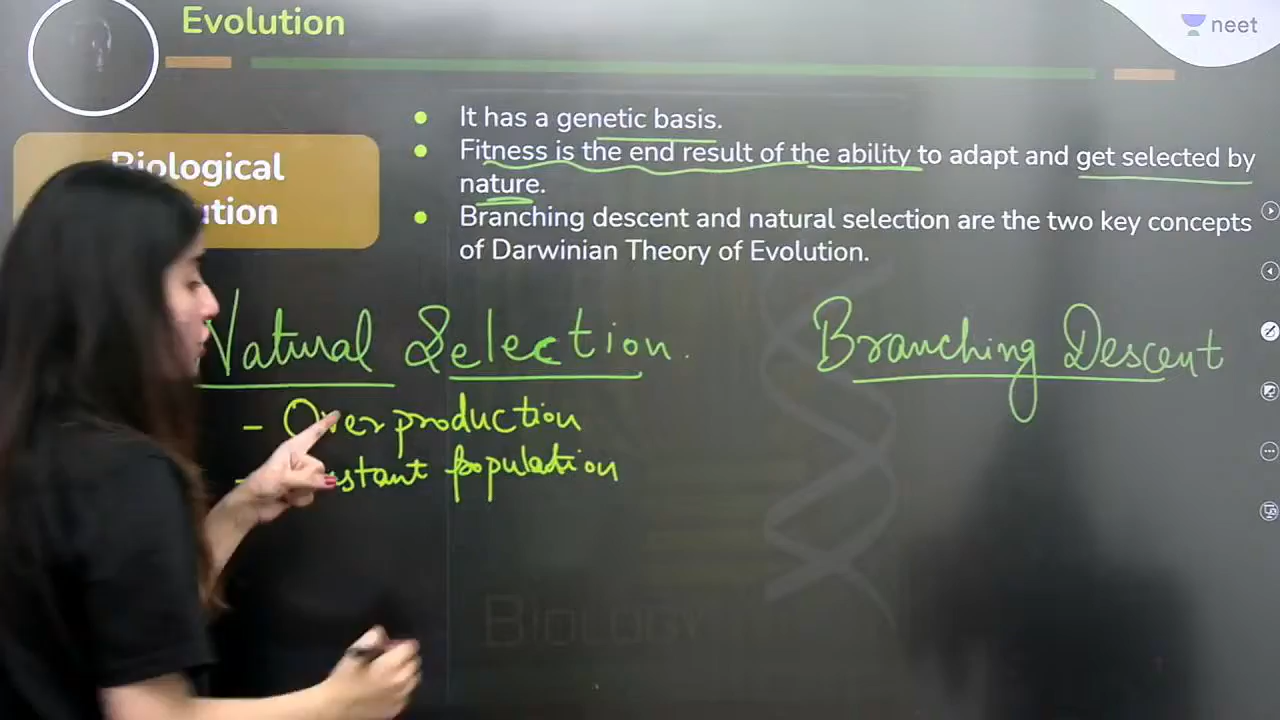 Evolution
neet
It has a genetic basis.
Fitness is the end result of the ability to adapt and get selected by
nature.
Branching descent and natural selection are the two key concepts
of Darwinian Theory of Evolution.
Biological
Natural Selection.
- Overproduction
population
Branching Descent
BIOLOGY